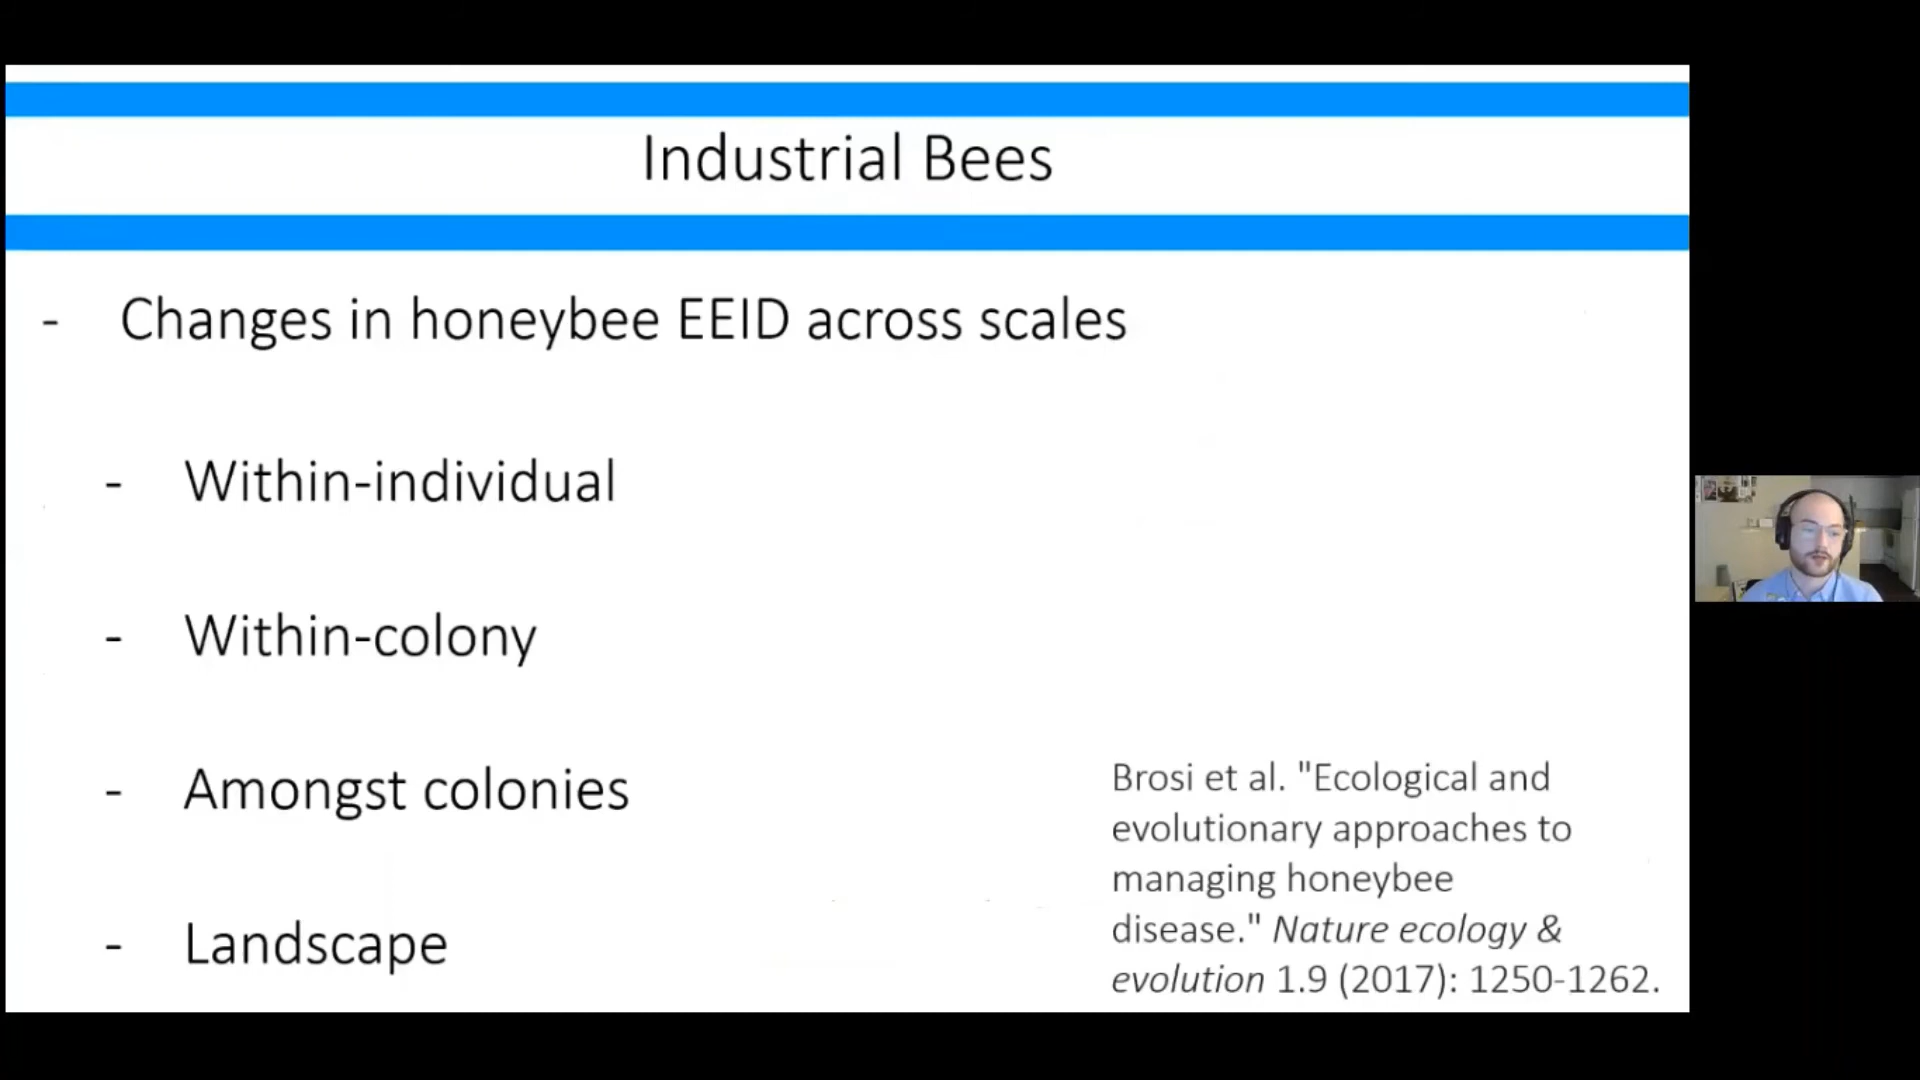 Industrial Bees
- Changes in honeybee EEID across scales
- Within-individual
- Within-colony
- Amongst colonies
- Landscape
Brosi et al. "Ecological and
evolutionary approaches to
managing honeybee
disease." Nature ecology &
evolution 1.9 (2017): 1250-1262.